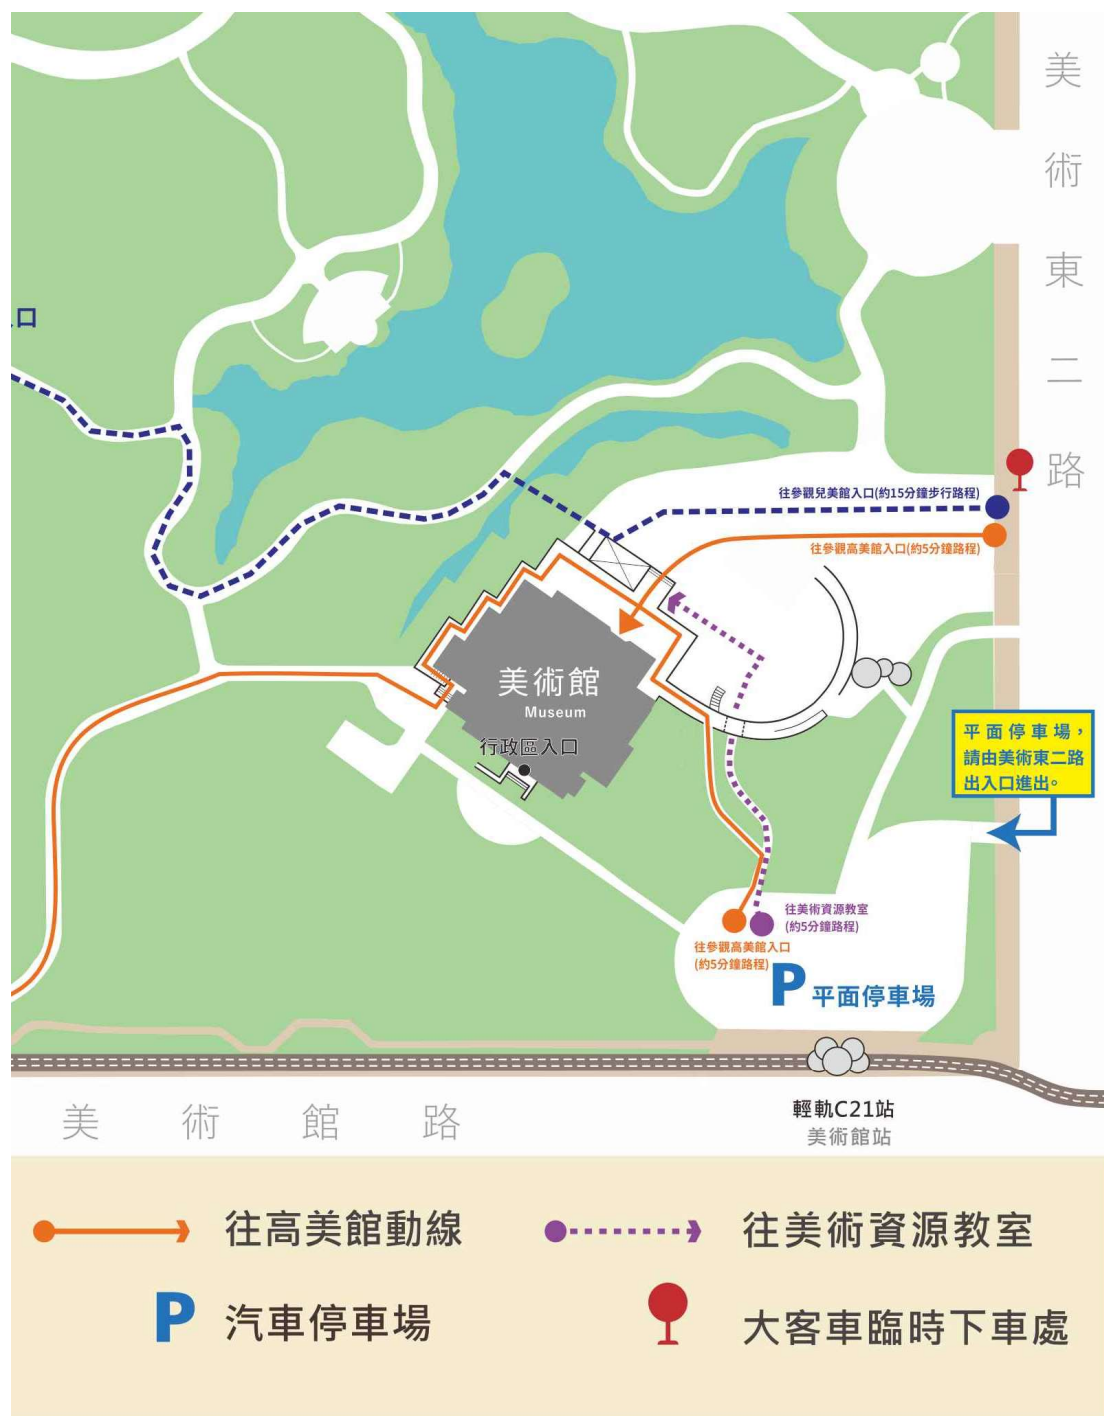 美術東二路
口
往參觀兒美館入口(約15分鐘步行路程)
往參觀高美館入口(約5分鐘路程)
美術館
Museum
行政區入口
平面停車場，
請由美術東二路
出入口進出。
往美術資源教室
(約5分鐘路程)
往參觀高美館入口
(約5分鐘路程)
P 平面停車場
輕軌C21站
美術館站
美術館路
往高美館動線
往美術資源教室
P 汽車停車場
大客車臨時下車處